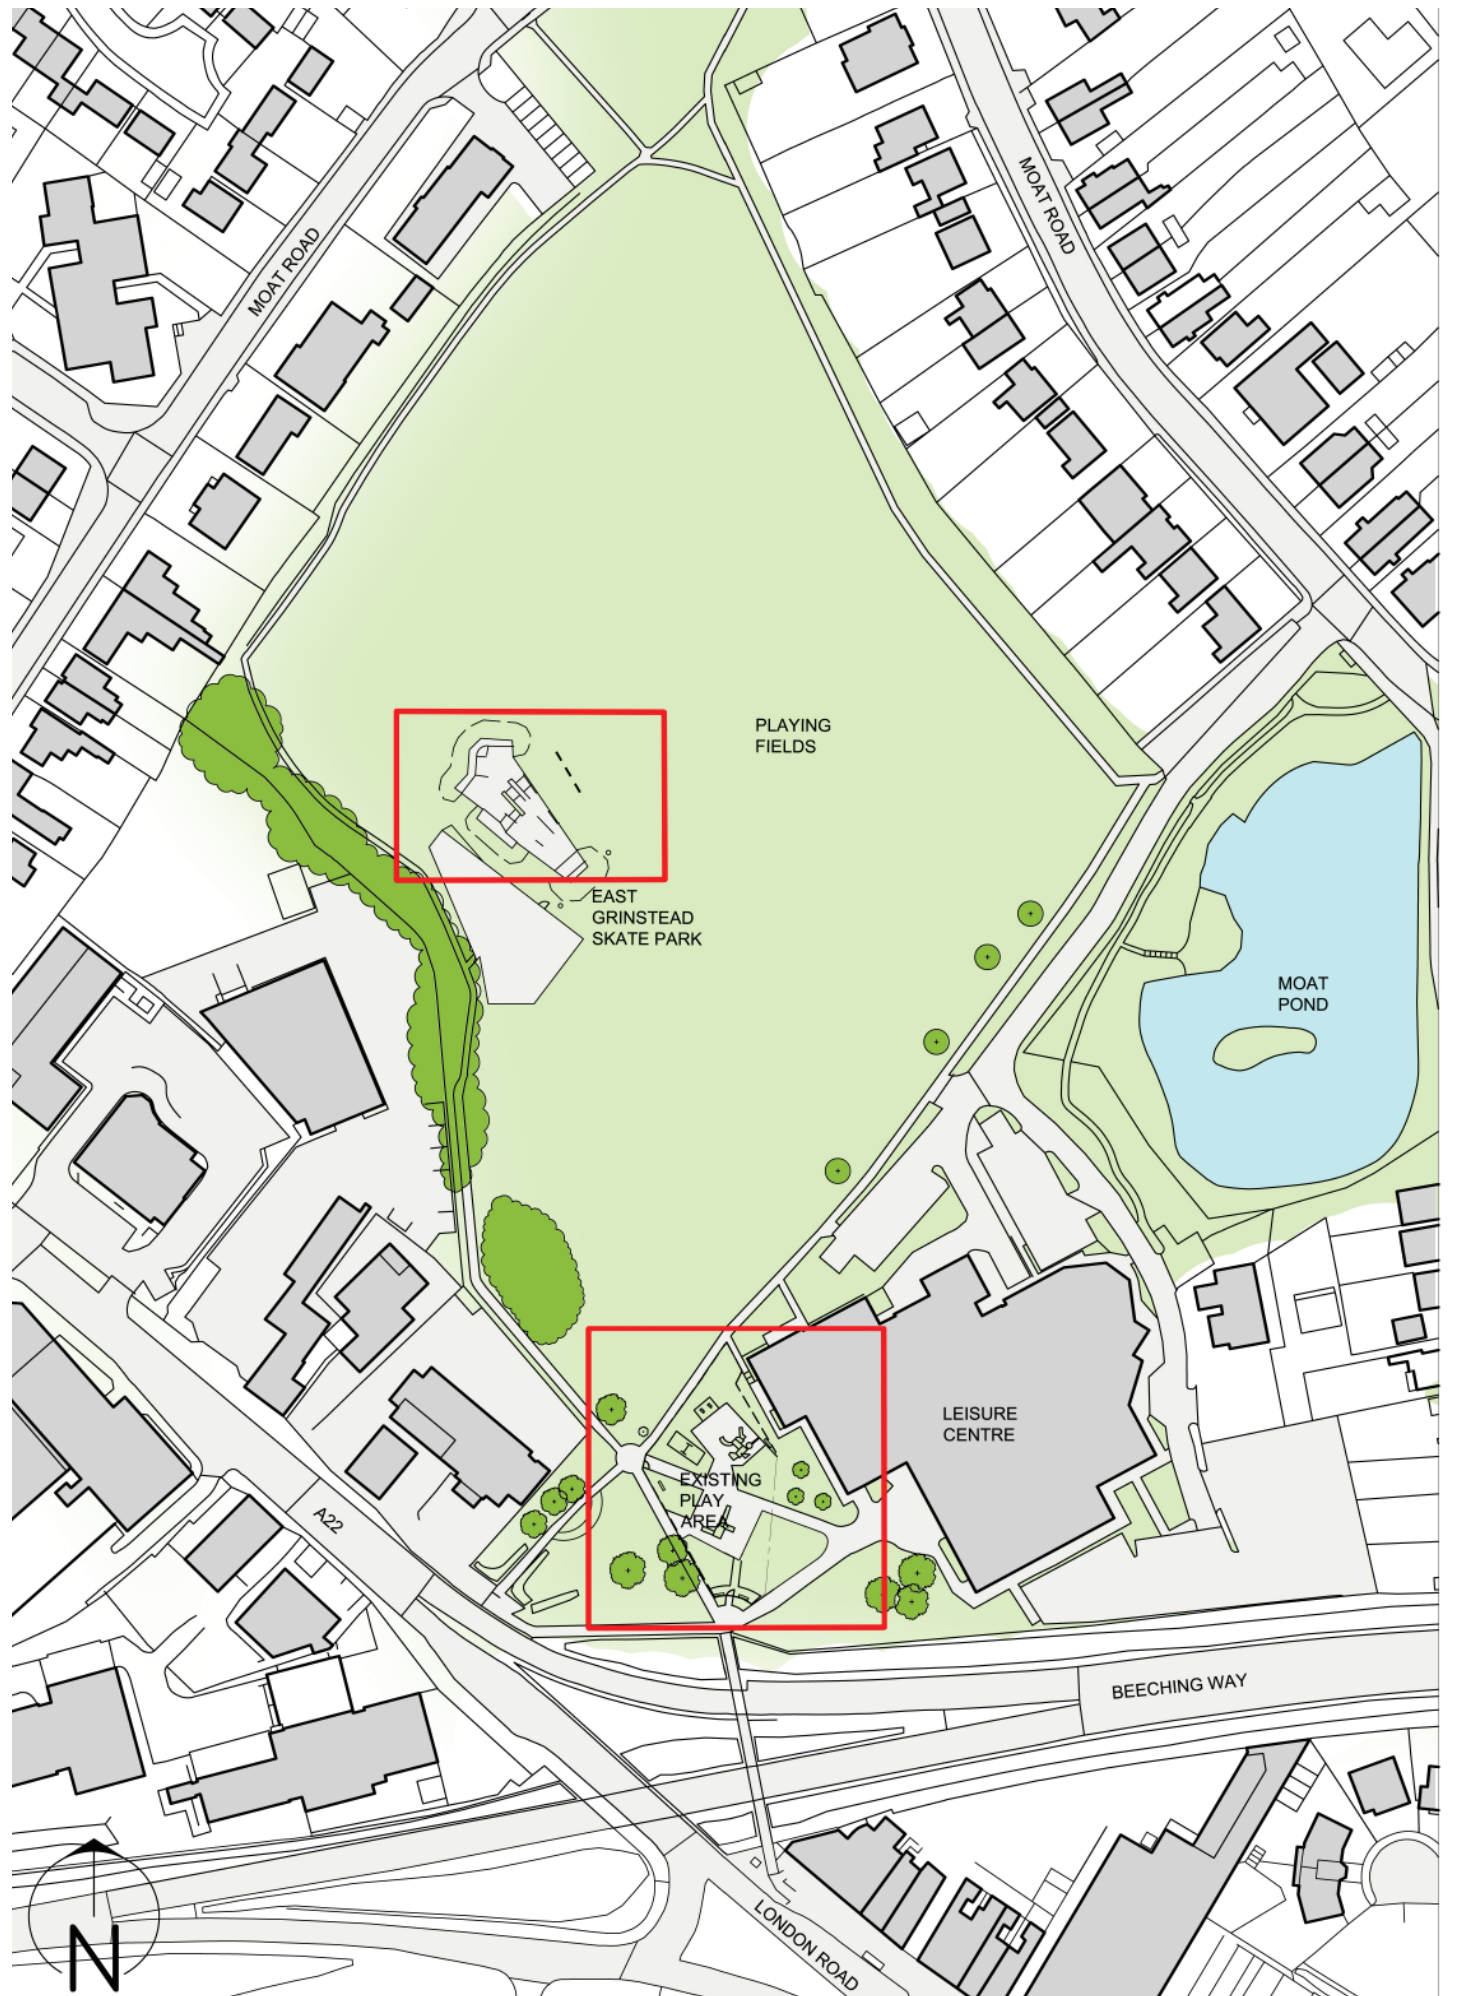 MOAT ROAD
MOAT ROAD
PLAYING
FIELDS
EAST
GRINSTEAD
SKATE PARK
MOAT
POND
LEISURE
CENTRE
EXISTING
PLAY
AREA
A22
BEECHING WAY
LONDON ROAD
N